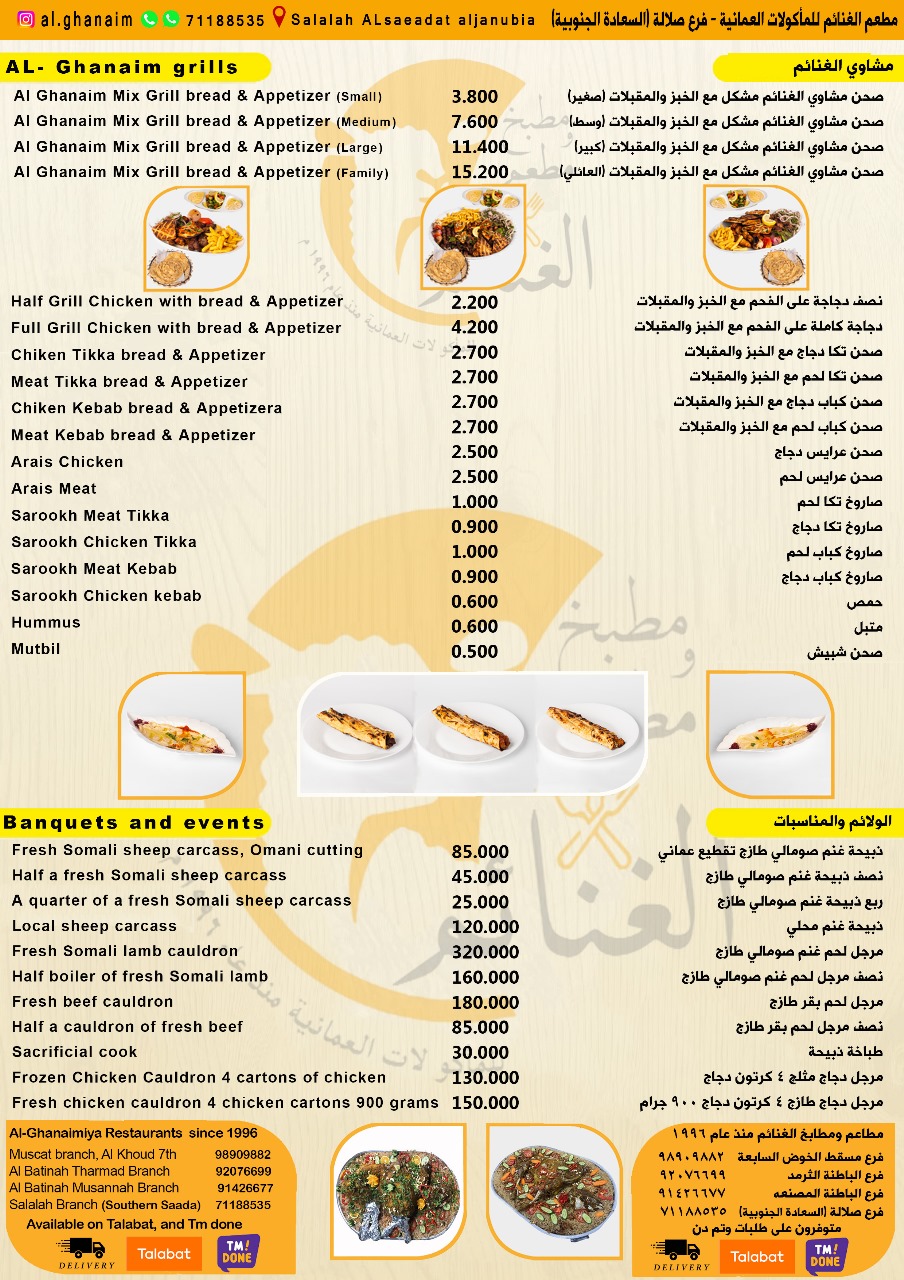 al.ghanaim 71188535 Salalah ALsaeadat aljanubia مطعم الغنائم للمأكولات العمانية - فرع صلالة (السعادة الجنوبية)
AL- Ghanaim grills مشاوي الغنائم
Al Ghanaim Mix Grill bread & Appetizer (Small) 3.800 صحن مشاوي الغنائم مشكل مع الخبز والمقبلات (صغير)
Al Ghanaim Mix Grill bread & Appetizer (Medium) 7.600 صحن مشاوي الغنائم مشكل مع الخبز والمقبلات (وسط)
Al Ghanaim Mix Grill bread & Appetizer (Large) 11.400 صحن مشاوي الغنائم مشكل مع الخبز والمقبلات (كبير)
Al Ghanaim Mix Grill bread & Appetizer (Family) 15.200 صحن مشاوي الغنائم مشكل مع الخبز والمقبلات (العائلي)
Half Grill Chicken with bread & Appetizer 2.200 نصف دجاجة على الفحم مع الخبز والمقبلات
Full Grill Chicken with bread & Appetizer 4.200 دجاجة كاملة على الفحم مع الخبز والمقبلات
Chiken Tikka bread & Appetizer 2.700 صحن تكا دجاج مع الخبز والمقبلات
Meat Tikka bread & Appetizer 2.700 صحن تكا لحم مع الخبز والمقبلات
Chiken Kebab bread & Appetizera 2.700 صحن كباب دجاج مع الخبز والمقبلات
Meat Kebab bread & Appetizer 2.700 صحن كباب لحم مع الخبز والمقبلات
Arais Chicken 2.500 صحن عرايس دجاج
Arais Meat 2.500 صحن عرايس لحم
Sarookh Meat Tikka 1.000 صاروخ تكا لحم
Sarookh Chicken Tikka 0.900 صاروخ تكا دجاج
Sarookh Meat Kebab 1.000 صاروخ كباب لحم
Sarookh Chicken kebab 0.900 صاروخ كباب دجاج
Hummus 0.600 حمص
Mutbil 0.600 متبل
0.500 صحن شبيش
مطبخ
و
الغنائم
Banquets and events الولائم والمناسبات
Fresh Somali sheep carcass, Omani cutting 85.000 ذبيحة غنم صومالي طازج تقطيع عماني
Half a fresh Somali sheep carcass 45.000 نصف ذبيحة غنم صومالي طازج
A quarter of a fresh Somali sheep carcass 25.000 ربع ذبيحة غنم صومالي طازج
Local sheep carcass 120.000 ذبيحة غنم محلي
Fresh Somali lamb cauldron 320.000 مرجل لحم غنم صومالي طازج
Half boiler of fresh Somali lamb 160.000 نصف مرجل لحم غنم صومالي طازج
Fresh beef cauldron 180.000 مرجل لحم بقر طازج
Half a cauldron of fresh beef 85.000 نصف مرجل لحم بقر طازج
Sacrificial cook 30.000 طباخة ذبيحة
Frozen Chicken Cauldron 4 cartons of chicken 130.000 مرجل دجاج مثلج ٤ كرتون دجاج
Fresh chicken cauldron 4 chicken cartons 900 grams 150.000 مرجل دجاج طازج ٤ كرتون دجاج ٩٠٠ جرام
Al-Ghanaimiya Restaurants since 1996
Muscat branch, Al Khoud 7th 98909882
Al Batinah Tharmad Branch 92076699
Al Batinah Musannah Branch 91426677
Salalah Branch (Southern Saada) 71188535
Available on Talabat, and Tm done
DELIVERY Talabat TM! DONE
مطاعم ومطابخ الغنائم منذ عام ١٩٩٦
فرع مسقط الخوض السابعة ٩٨٩٠٩٨٨٢
فرع الباطنة الثرمد ٩٢٠٧٦٦٩٩
فرع الباطنة المصنعه ٩١٤٢٦٦٧٧
فرع صلالة (السعادة الجنوبية) ٧١١٨٨٥٣٥
متوفرون على طلبات وتم دن
DELIVERY Talabat TM! DONE